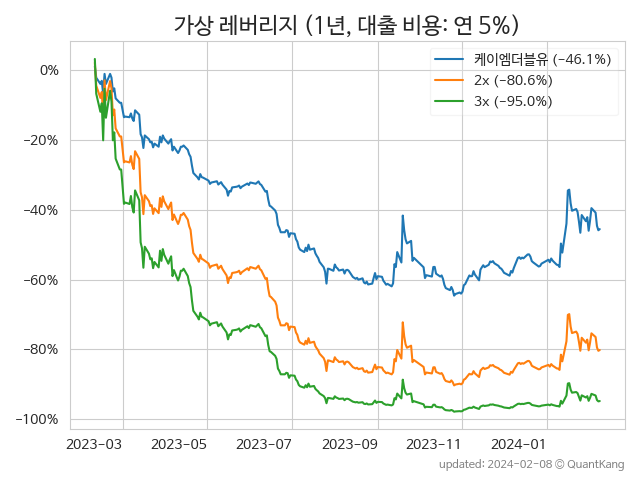 가상 레버리지 (1년, 대출 비용: 연 5%)
케이엠더블유 (−46.1%)
2x (−80.6%)
3x (−95.0%)
0%
−20%
−40%
−60%
−80%
−100%
2023-03 2023-05 2023-07 2023-09 2023-11 2024-01
updated: 2024-02-08 © QuantKang